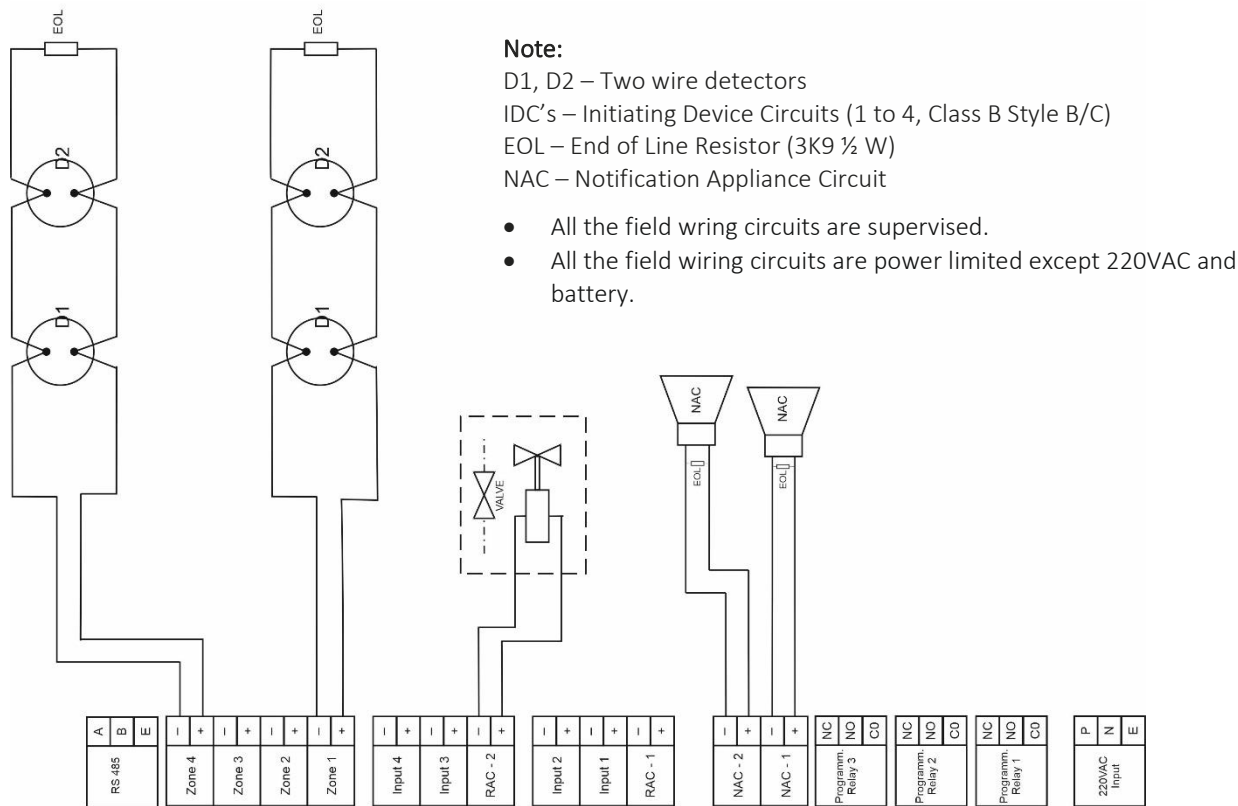 EOL
EOL
Note:
D1, D2 – Two wire detectors
IDC's – Initiating Device Circuits (1 to 4, Class B Style B/C)
EOL – End of Line Resistor (3K9 ½ W)
NAC – Notification Appliance Circuit
• All the field wring circuits are supervised.
• All the field wiring circuits are power limited except 220VAC and
battery.
D2
D2
D1
D1
NAC
NAC
EOL
EOL
VALVE
A B E
RS 485
- +
Zone 4
- +
Zone 3
- +
Zone 2
- +
Zone 1
- +
Input 4
- +
Input 3
- +
RAC - 2
- +
Input 2
- +
Input 1
- +
RAC - 1
- +
NAC - 2
- +
NAC - 1
NC NO C0
Programm.
Relay 3
NC NO C0
Programm.
Relay 2
NC NO C0
Programm.
Relay 1
P N E
220VAC
Input